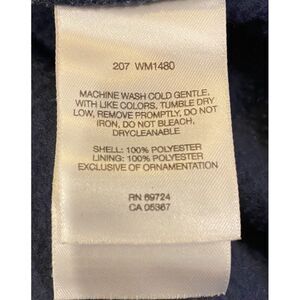 207 WM1480
MACHINE WASH COLD GENTLE,
WITH LIKE COLORS, TUMBLE DRY
LOW, REMOVE PROMPTLY, DO NOT
IRON, DO NOT BLEACH,
DRYCLEANABLE
SHELL: 100% POLYESTER
LINING: 100% POLYESTER
EXCLUSIVE OF ORNAMENTATION
RN 69724
CA 05367